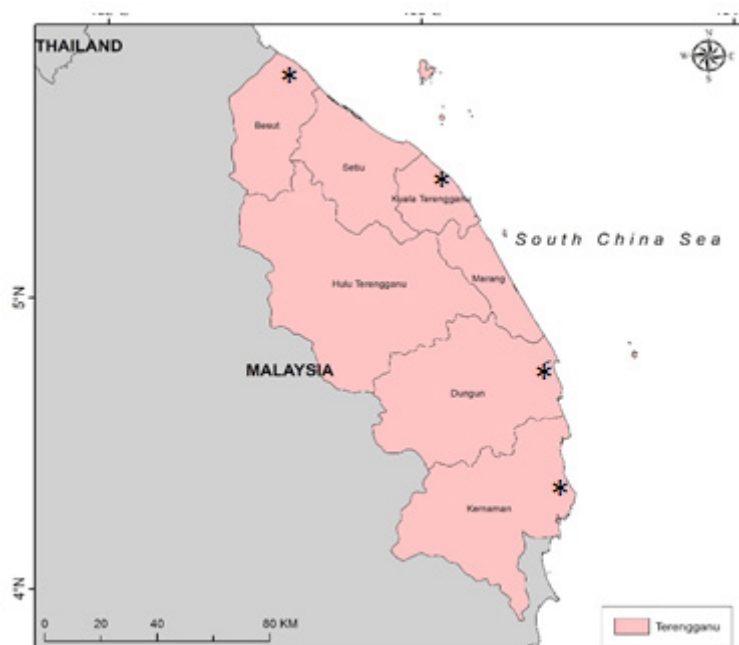 THAILAND
N
W
E
S
Besut
Setiu
Kuala Terengganu
South China Sea
Marang
Hulu Terengganu
5°N
MALAYSIA
Dungun
Kemaman
4°N
0 20 40 80 KM
Terengganu